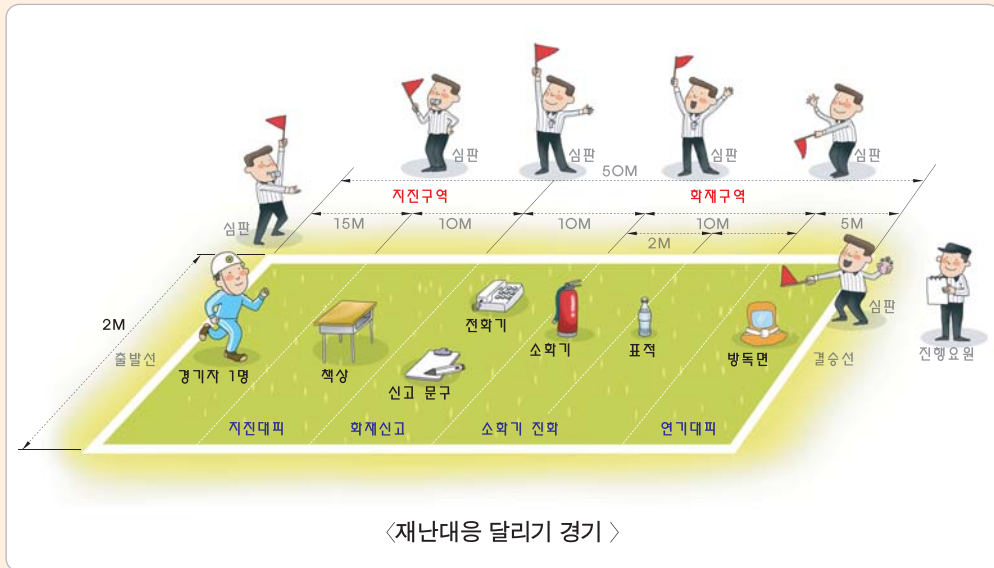 심판
심판
심판
심판
50M
지진구역
화재구역
심판
15M
10M
10M
10M
5M
2M
2M
출발선
경기자 1명
책상
전화기
신고 문구
소화기
표적
방독면
심판
결승선
진행요원
지진대피
화재신고
소화기 진화
연기대피
〈재난대응 달리기 경기 〉